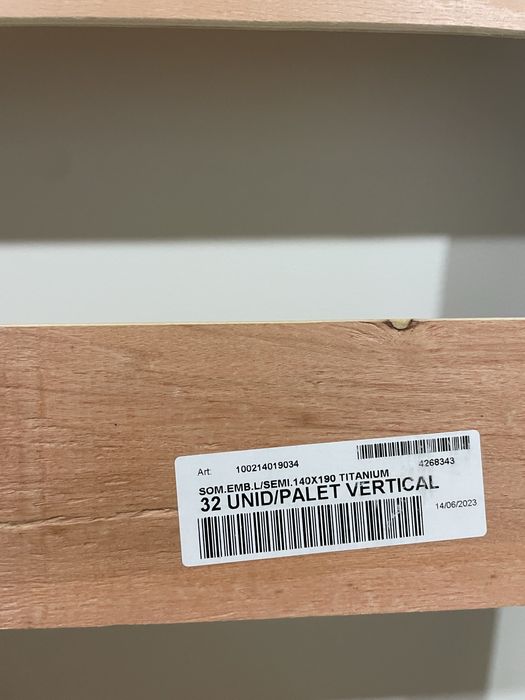 Art: 100214019034
4268343
SOM.EMB.L/SEMI.140X190 TITANIUM
32 UNID/PALET VERTICAL
14/06/2023